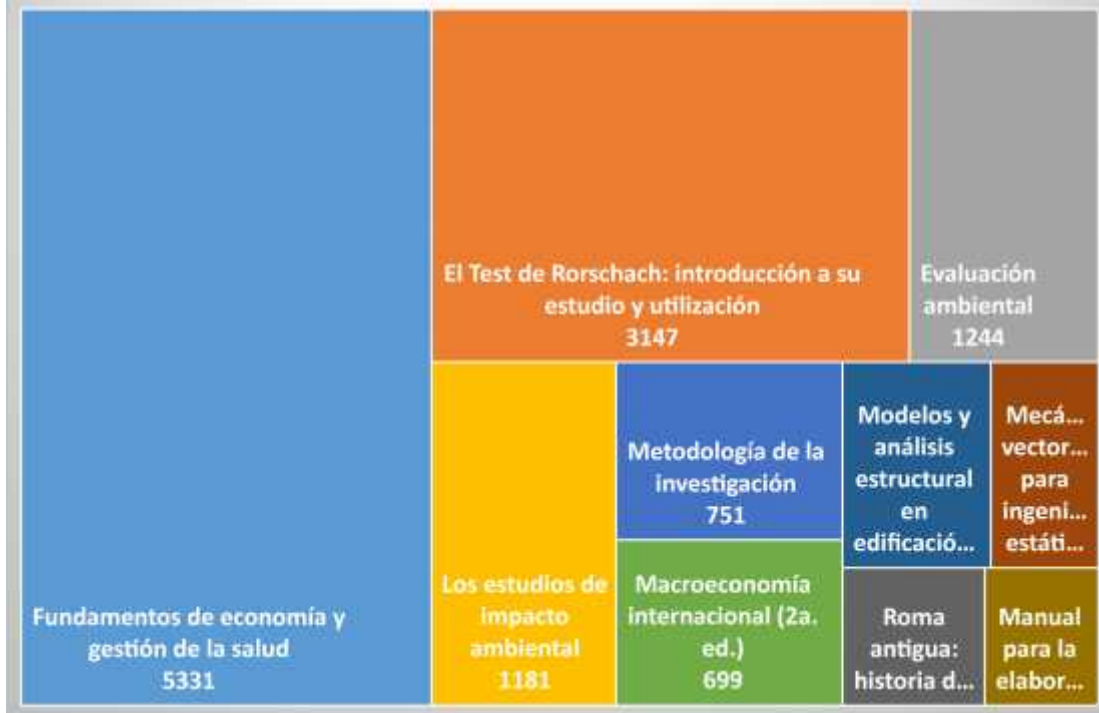 El Test de Rorschach: introducción a su
estudio y utilización
3147
Evaluación
ambiental
1244
Fundamentos de economía y
gestión de la salud
5331
Los estudios de
impacto
ambiental
1181
Metodología de la
investigación
751
Macroeconomía
internacional (2a.
ed.)
699
Modelos y
análisis
estructural
en
edificació...
Mecá...
vector...
para
ingeni...
estáti...
Roma
antigua:
historia d...
Manual
para la
elabor...